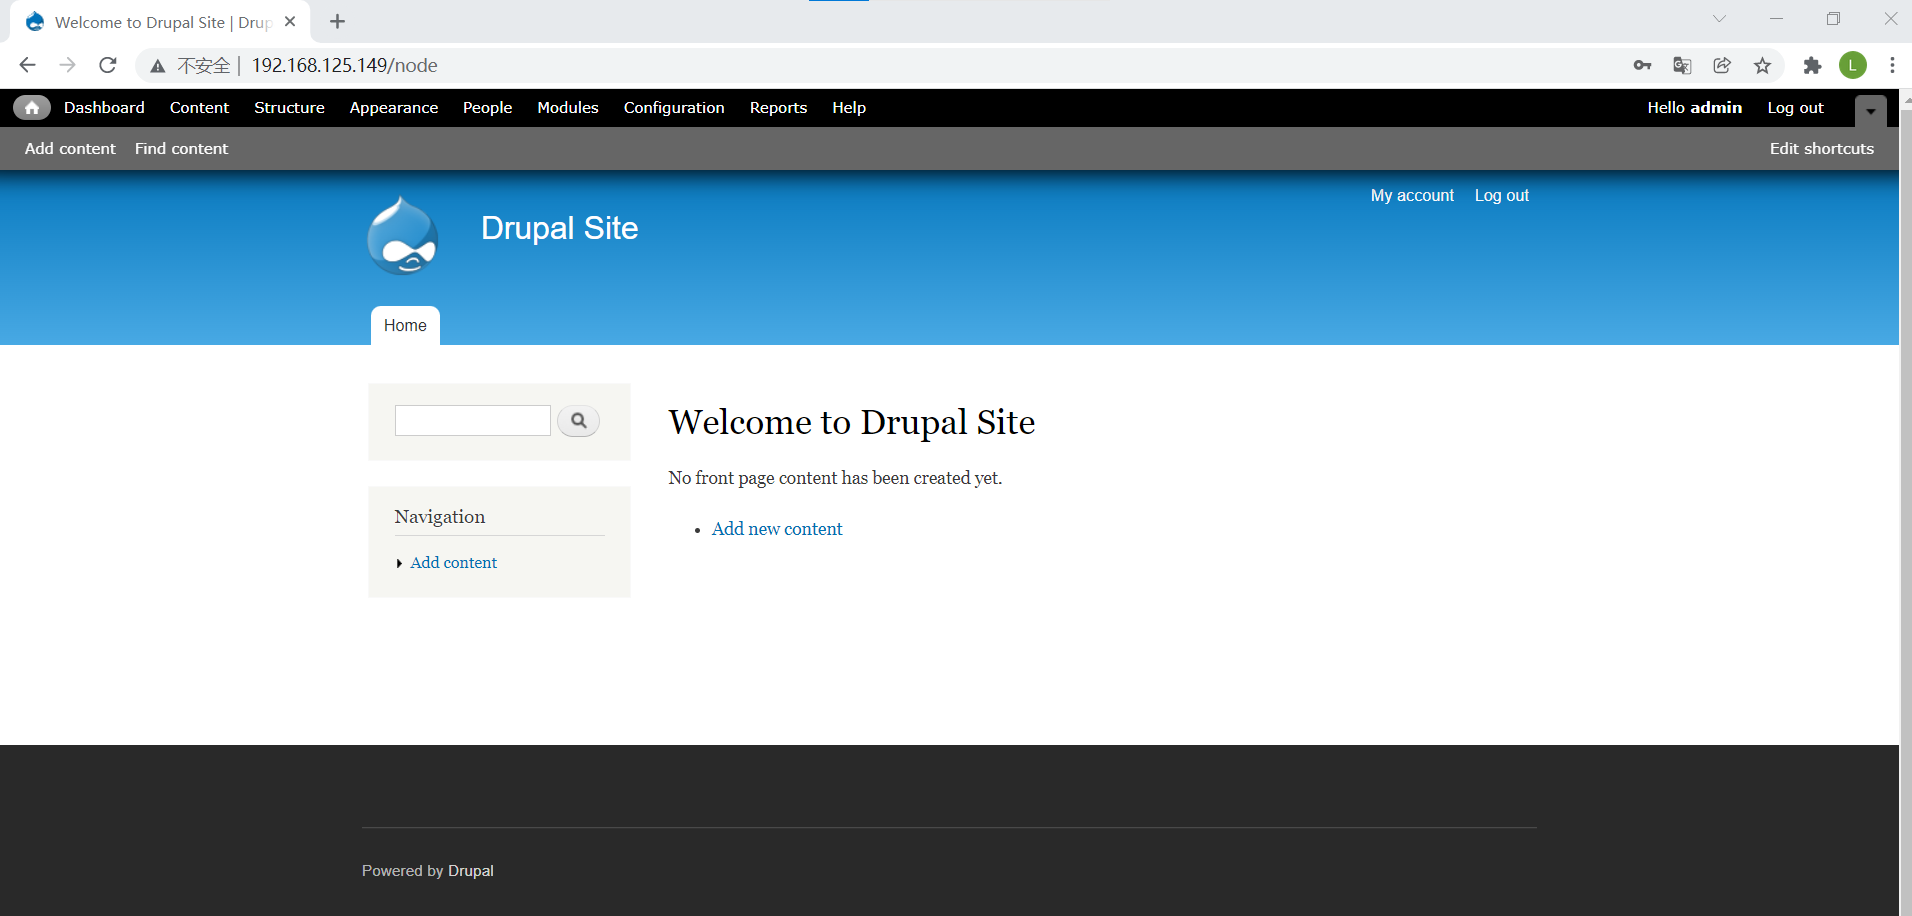 Welcome to Drupal Site | Drup
不安全 | 192.168.125.149/node
L
Dashboard Content Structure Appearance People Modules Configuration Reports Help Hello admin Log out
Add content Find content Edit shortcuts
My account Log out
Drupal Site
Home
Welcome to Drupal Site
No front page content has been created yet.
Navigation
Add new content
Add content
Powered by Drupal